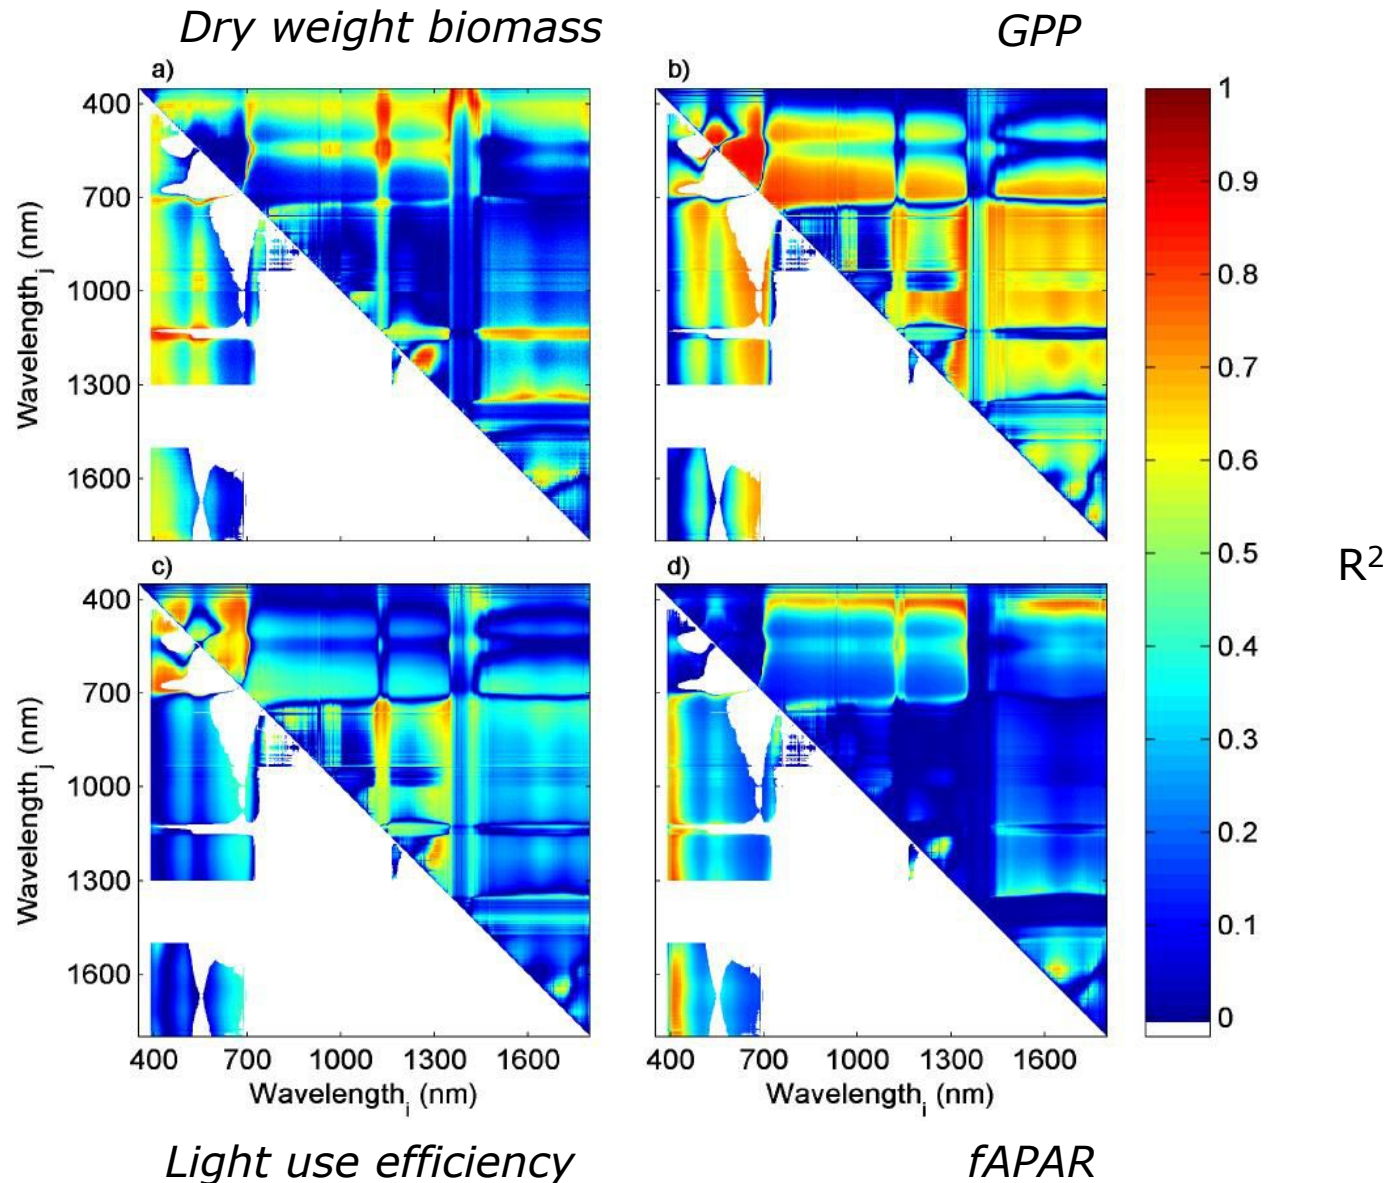 Dry weight biomass
GPP
a)
b)
400
700
1000
1300
1600
Wavelength_j (nm)
1
0.9
0.8
0.7
0.6
0.5
0.4
0.3
0.2
0.1
0
R²
c)
d)
400
700
1000
1300
1600
Wavelength_j (nm)
400 700 1000 1300 1600
400 700 1000 1300 1600
Wavelength_i (nm)
Wavelength_i (nm)
Light use efficiency
fAPAR